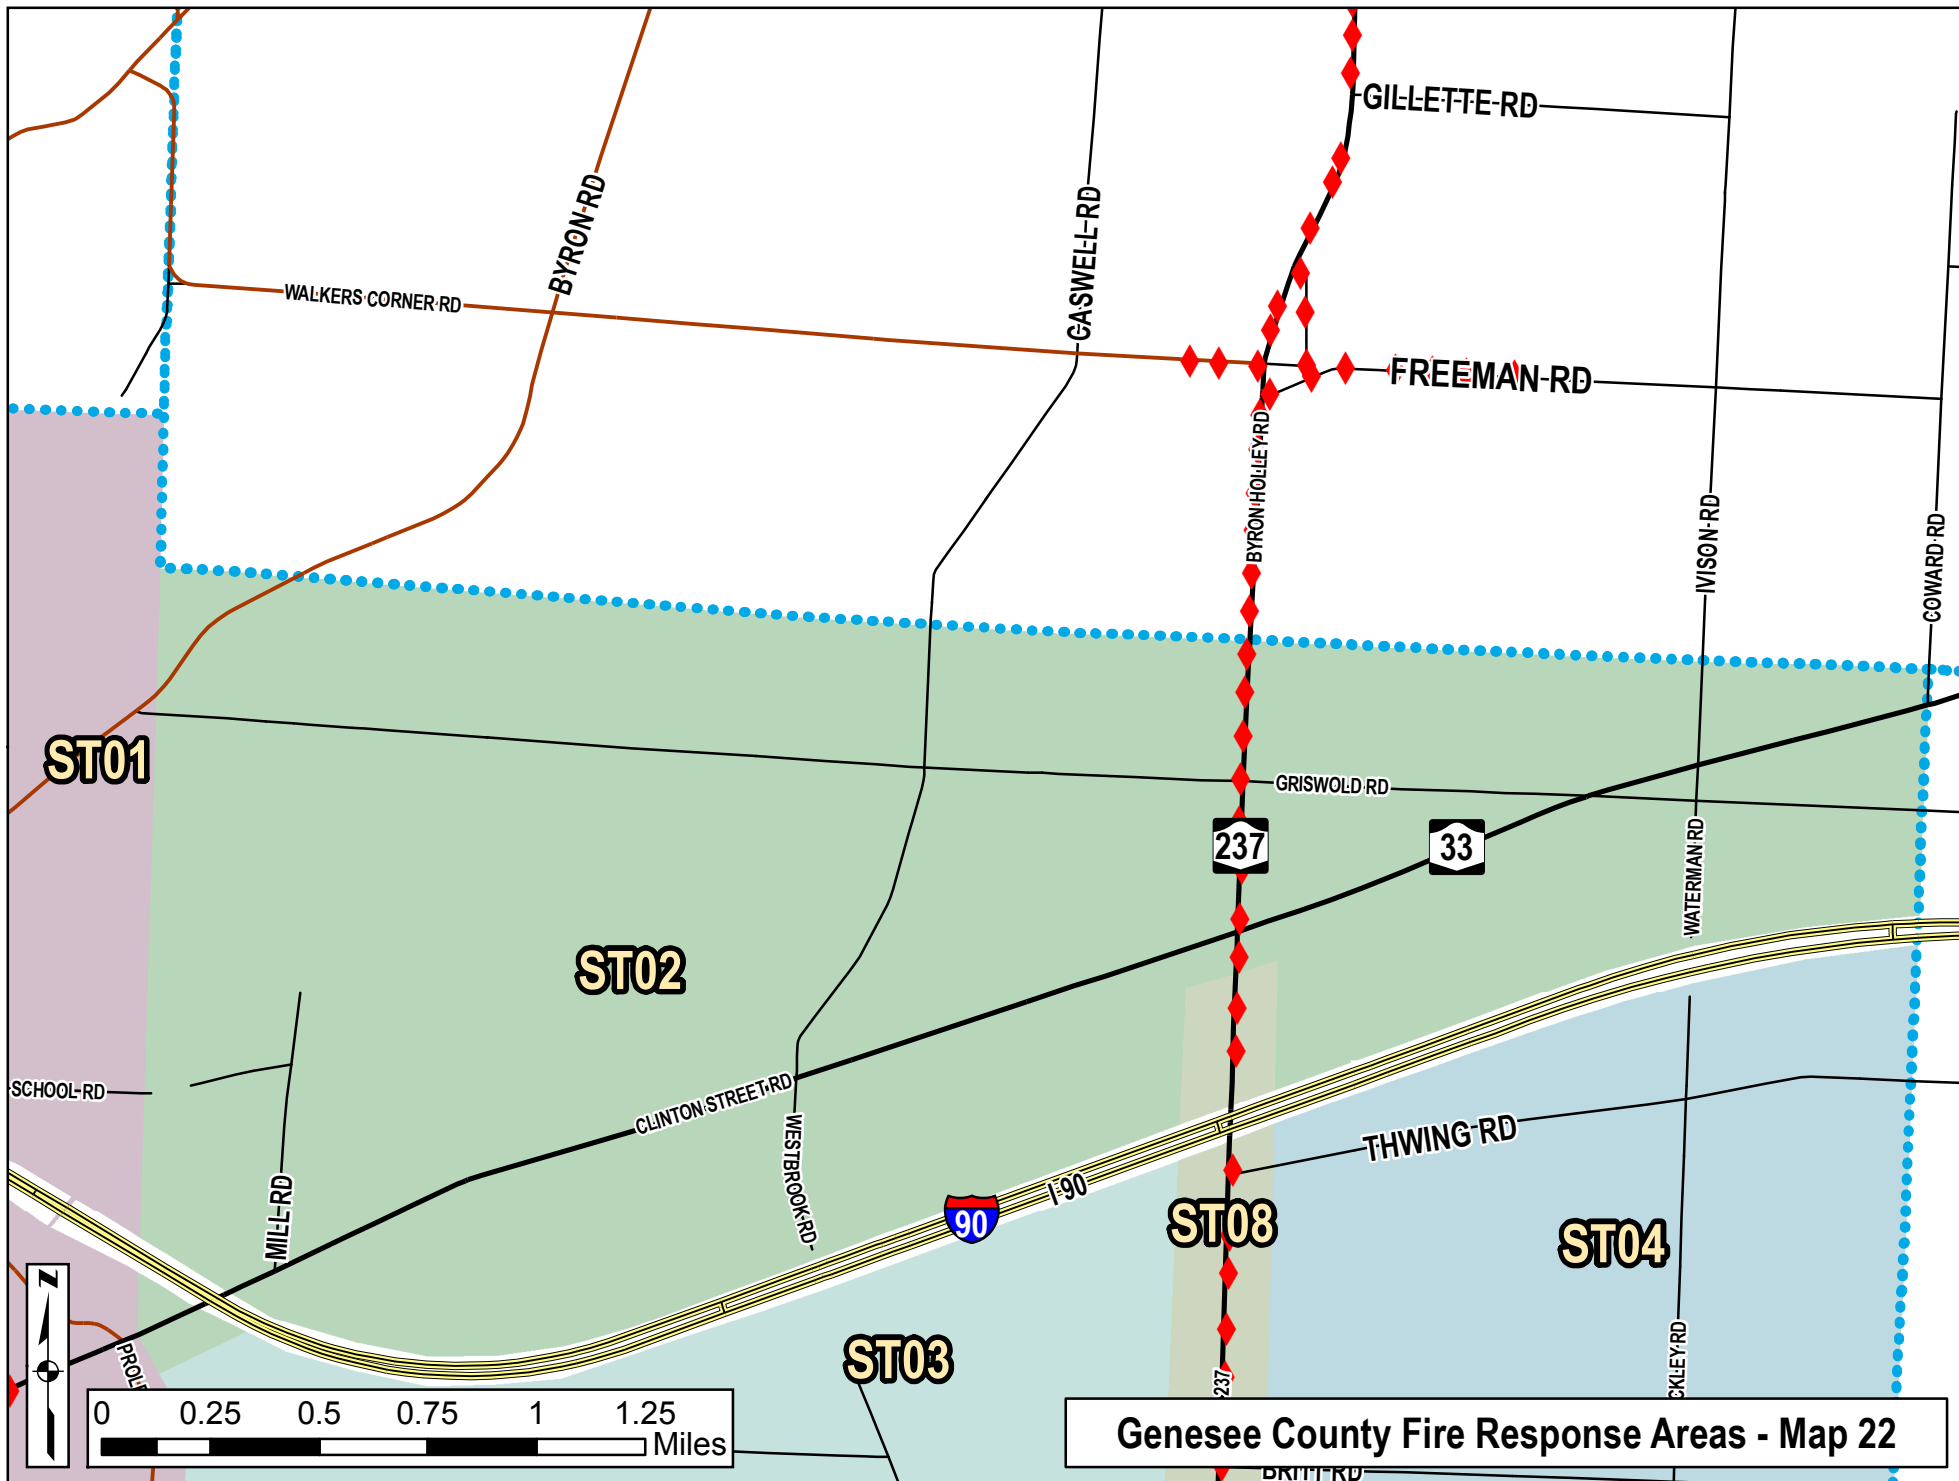 GILLETTE RD
BYRON RD
CASWELL RD
WALKERS CORNER RD
FREEMAN RD
BYRON HOLLEY RD
IVISON RD
COWARD RD
ST01
GRISWOLD RD
237
33
WATERMAN RD
ST02
SCHOOL RD
CLINTON STREET RD
WESTBROOK RD
THWING RD
MILL RD
I 90
90
ST08
ST04
ST03
237
CKLEY RD
PROLE
N
0 0.25 0.5 0.75 1 1.25
Miles
Genesee County Fire Response Areas - Map 22
BRITT RD